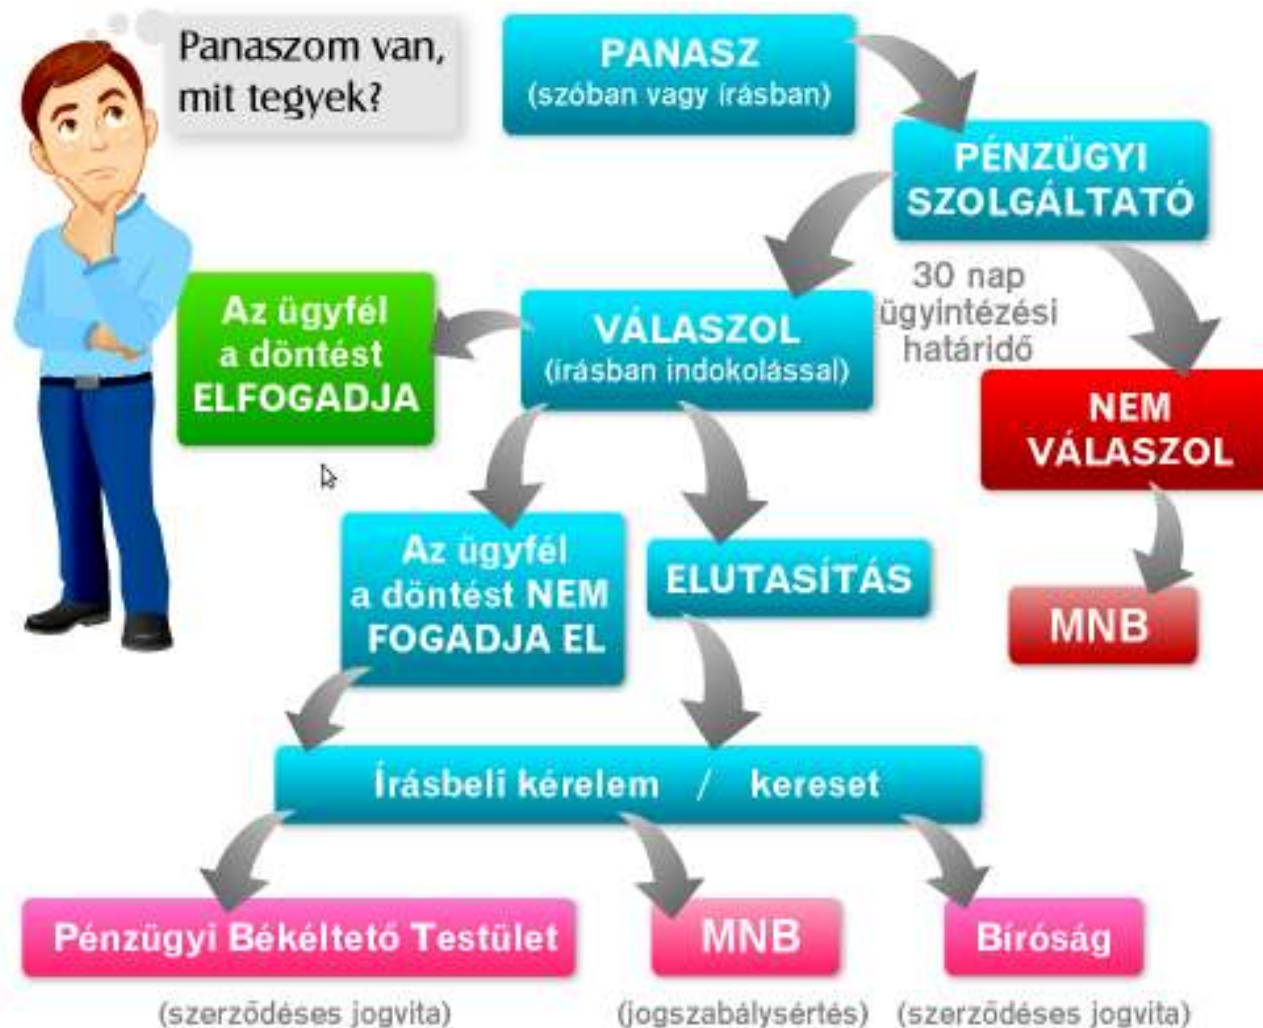 Panaszom van,
mit tegyek?
PANASZ
(szóban vagy írásban)
PÉNZÜGYI
SZOLGÁLTATÓ
30 nap
ügyintézési
határidő
VÁLASZOL
(írásban indokolással)
Az ügyfél
a döntést
ELFOGADJA
NEM
VÁLASZOL
Az ügyfél
a döntést NEM
FOGADJA EL
ELUTASÍTÁS
MNB
Írásbeli kérelem / kereset
Pénzügyi Békéltető Testület
(szerződéses jogvita)
MNB
(jogszabálysértés)
Bíróság
(szerződéses jogvita)